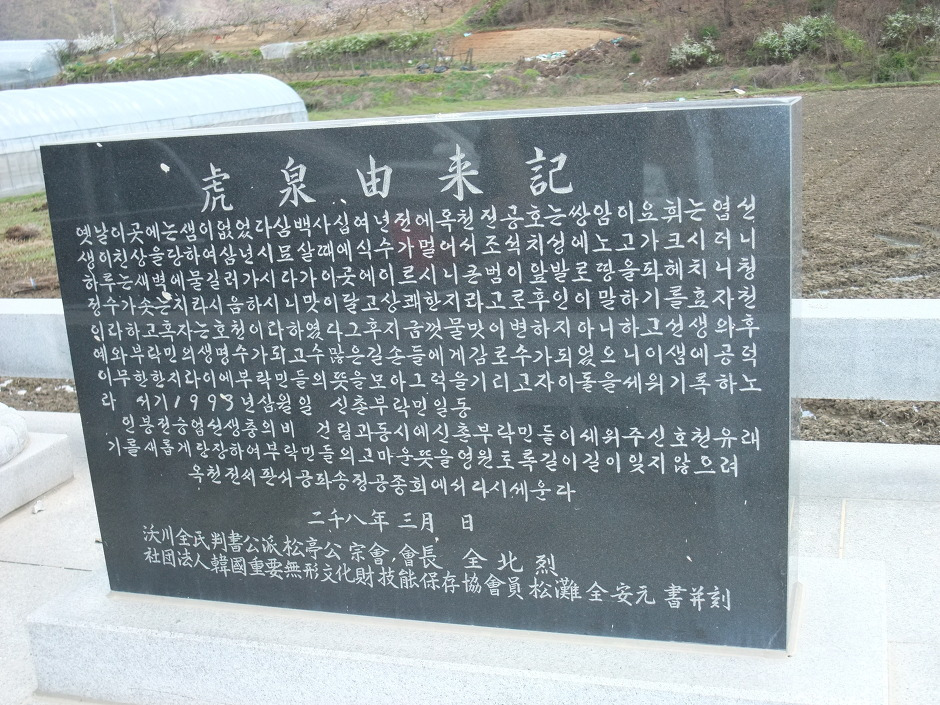 虎泉由来記
옛날이곳에는샘이없었다삼백사십여년전에옥천전공호는쌍암이요휘는엽선
생이친상을당하여삼년시묘살때에식수가멀어서조석치성에노고가크시더니
하루는새벽에물길러가시다가이곳에이르시니큰범이앞발로땅을파헤치니청
정수가솟는치라시음하시니맛이달고상쾌한지라고로후인이말하기를효자천
이라하고혹자는호천이다하였다그후지금껏물맛이변하지아니하고선생의후
예와부락민의생명수가되고수많은길손들에게감로주가되었으니이샘에공덕
이무한한지라이에부락민들의뜻을모아그덕을기리고자이돌을세워기록하노
라 서기1993년삼월일 신촌부락민일동
인봉전승업선생충의비 건립과동시에신촌부락민들이세워주신호천유래
기를새롭게단장하여부락민들의고마운뜻을영원토록길이길이잊지않으려
옥천전씨판서공파송정공종회에서다시세운다
二千八年 三月 日
沃川全氏判書公派松亭公宗會,會長 全北烈
社団法人韓國重要無形文化財技能保存協會員 松灘 全安元 書幷刻